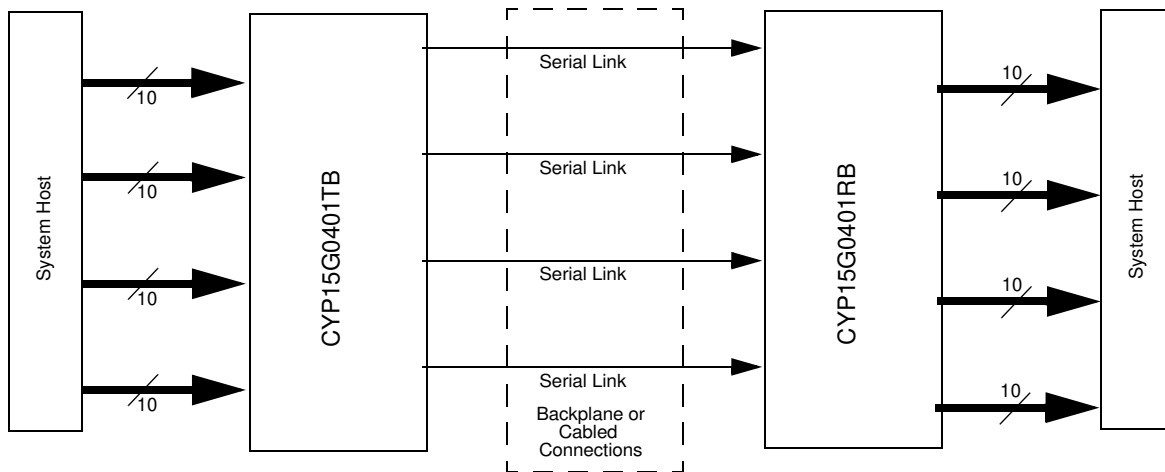 System Host
10
10
10
10
CYP15G0401TB
Serial Link
Serial Link
Serial Link
Serial Link
Backplane or
Cabled
Connections
CYP15G0401RB
10
10
10
10
System Host